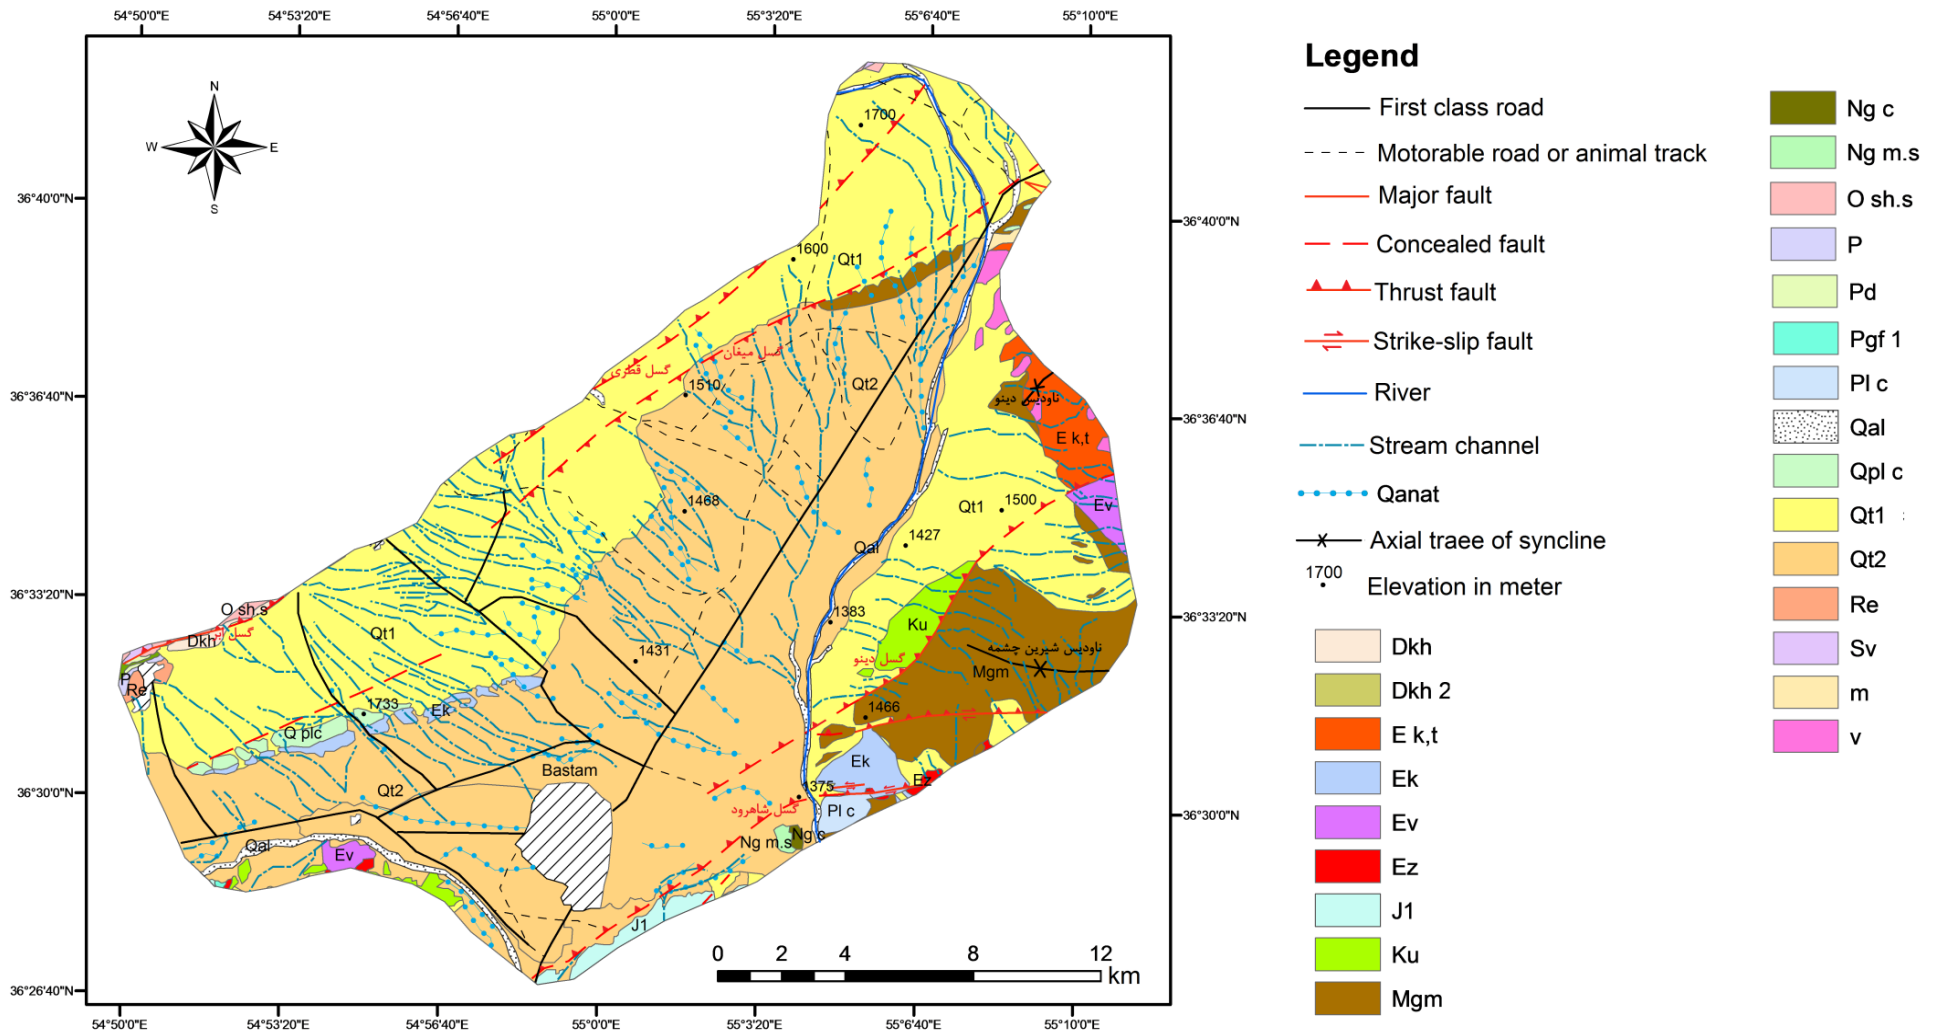 54°50'0"E 54°53'20"E 54°56'40"E 55°0'0"E 55°3'20"E 55°6'40"E 55°10'0"E
N
W E
S
36°40'0"N
36°36'40"N
36°33'20"N
36°30'0"N
36°26'40"N
36°40'0"N
36°36'40"N
36°33'20"N
36°30'0"N
1700
1600
Qt1
گسل میغان
گسل قطری
1510
Qt2
ناودیس دینو
E k,t
1468
Qt1
1500
Ev
1427
Qal
O sh.s
Dkh
Qt1
1383
Ku
1431
گسل دینو
ناودیس شیرین چشمه
Mgm
P
Re
1733
Ek
Q plc
1466
Ek
Bastam
Ez
Qt2
1375
گسل شاهرود
Pl c
Ng m.s
Ng c
Qal
Ev
J1
0 2 4 8 12
km
54°50'0"E 54°53'20"E 54°56'40"E 55°0'0"E 55°3'20"E 55°6'40"E 55°10'0"E
Legend
First class road
Motorable road or animal track
Major fault
Concealed fault
Thrust fault
Strike-slip fault
River
Stream channel
Qanat
Axial traee of syncline
1700
Elevation in meter
Dkh
Dkh 2
E k,t
Ek
Ev
Ez
J1
Ku
Mgm
Ng c
Ng m.s
O sh.s
P
Pd
Pgf 1
Pl c
Qal
Qpl c
Qt1
Qt2
Re
Sv
m
v